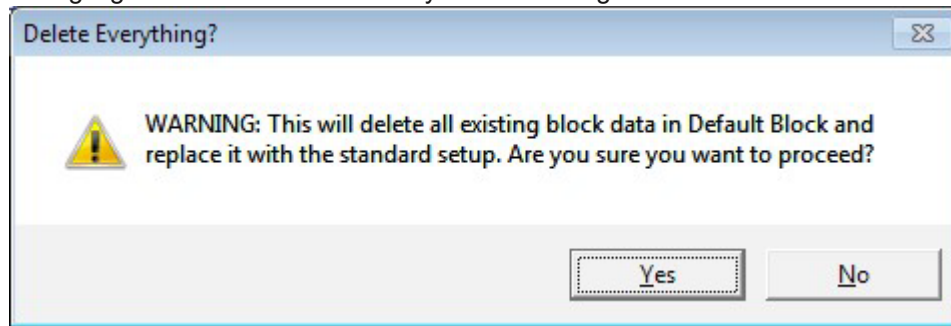 Delete Everything?
WARNING: This will delete all existing block data in Default Block and
replace it with the standard setup. Are you sure you want to proceed?
Yes
No